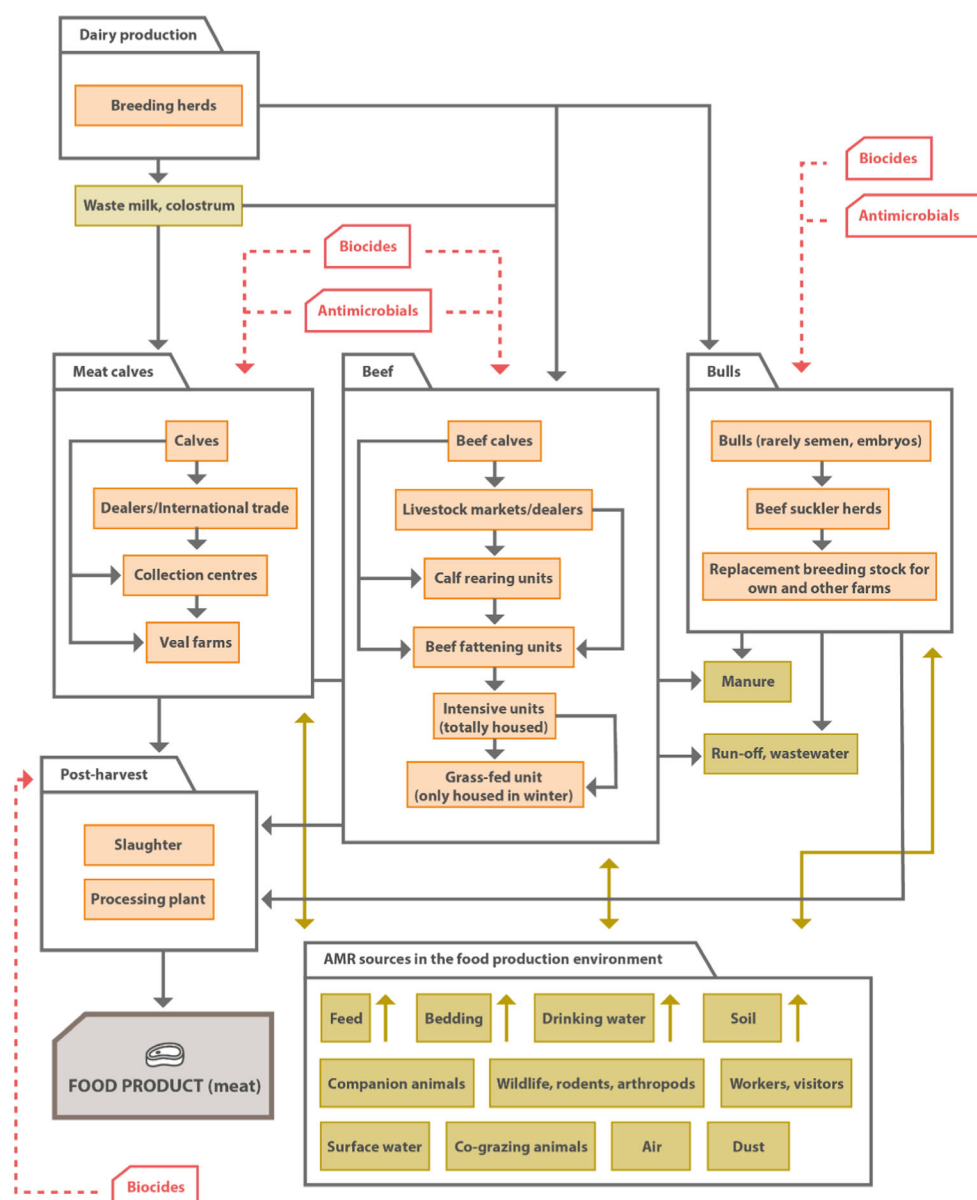 Dairy production
Breeding herds
Waste milk, colostrum
Biocides
Antimicrobials
Biocides
Antimicrobials
Meat calves
Calves
Dealers/International trade
Collection centres
Veal farms
Beef
Beef calves
Livestock markets/dealers
Calf rearing units
Beef fattening units
Intensive units
(totally housed)
Grass-fed unit
(only housed in winter)
Bulls
Bulls (rarely semen, embryos)
Beef suckler herds
Replacement breeding stock for
own and other farms
Manure
Run-off, wastewater
Post-harvest
Slaughter
Processing plant
FOOD PRODUCT (meat)
AMR sources in the food production environment
Feed
Bedding
Drinking water
Soil
Companion animals
Wildlife, rodents, arthropods
Workers, visitors
Surface water
Co-grazing animals
Air
Dust
Biocides